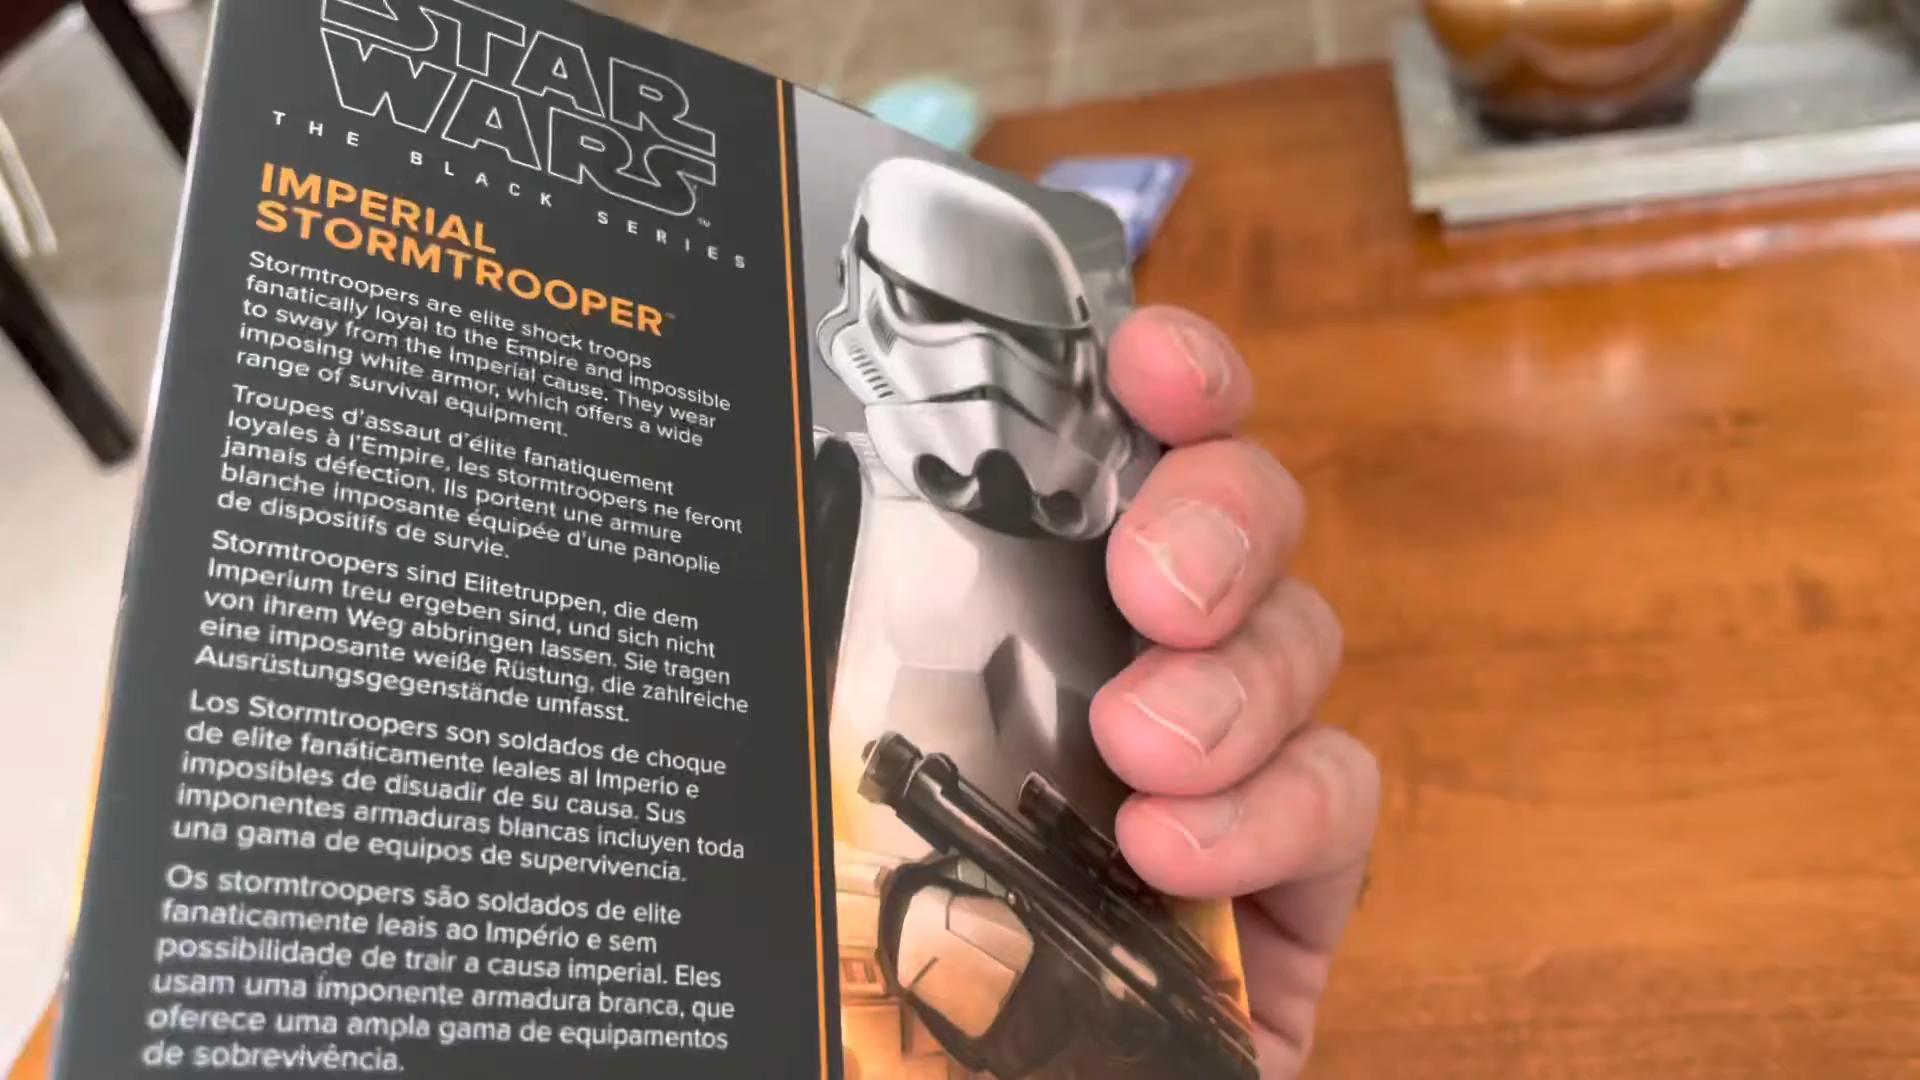 STAR
WARS™
THE BLACK SERIES
IMPERIAL
STORMTROOPER™
Stormtroopers are elite shock troops
fanatically loyal to the Empire and impossible
to sway from the Imperial cause. They wear
imposing white armor, which offers a wide
range of survival equipment.
Troupes d'assaut d'élite fanatiquement
loyales à l'Empire, les stormtroopers ne feront
jamais défection. Ils portent une armure
blanche imposante équipée d'une panoplie
de dispositifs de survie.
Stormtroopers sind Elitetruppen, die dem
Imperium treu ergeben sind, und sich nicht
von ihrem Weg abbringen lassen. Sie tragen
eine imposante weiße Rüstung, die zahlreiche
Ausrüstungsgegenstände umfasst.
Los Stormtroopers son soldados de choque
de elite fanáticamente leales al Imperio e
imposibles de disuadir de su causa. Sus
imponentes armaduras blancas incluyen toda
una gama de equipos de supervivencia.
Os stormtroopers são soldados de elite
fanaticamente leais ao Império e sem
possibilidade de trair a causa imperial. Eles
usam uma imponente armadura branca, que
oferece uma ampla gama de equipamentos
de sobrevivência.